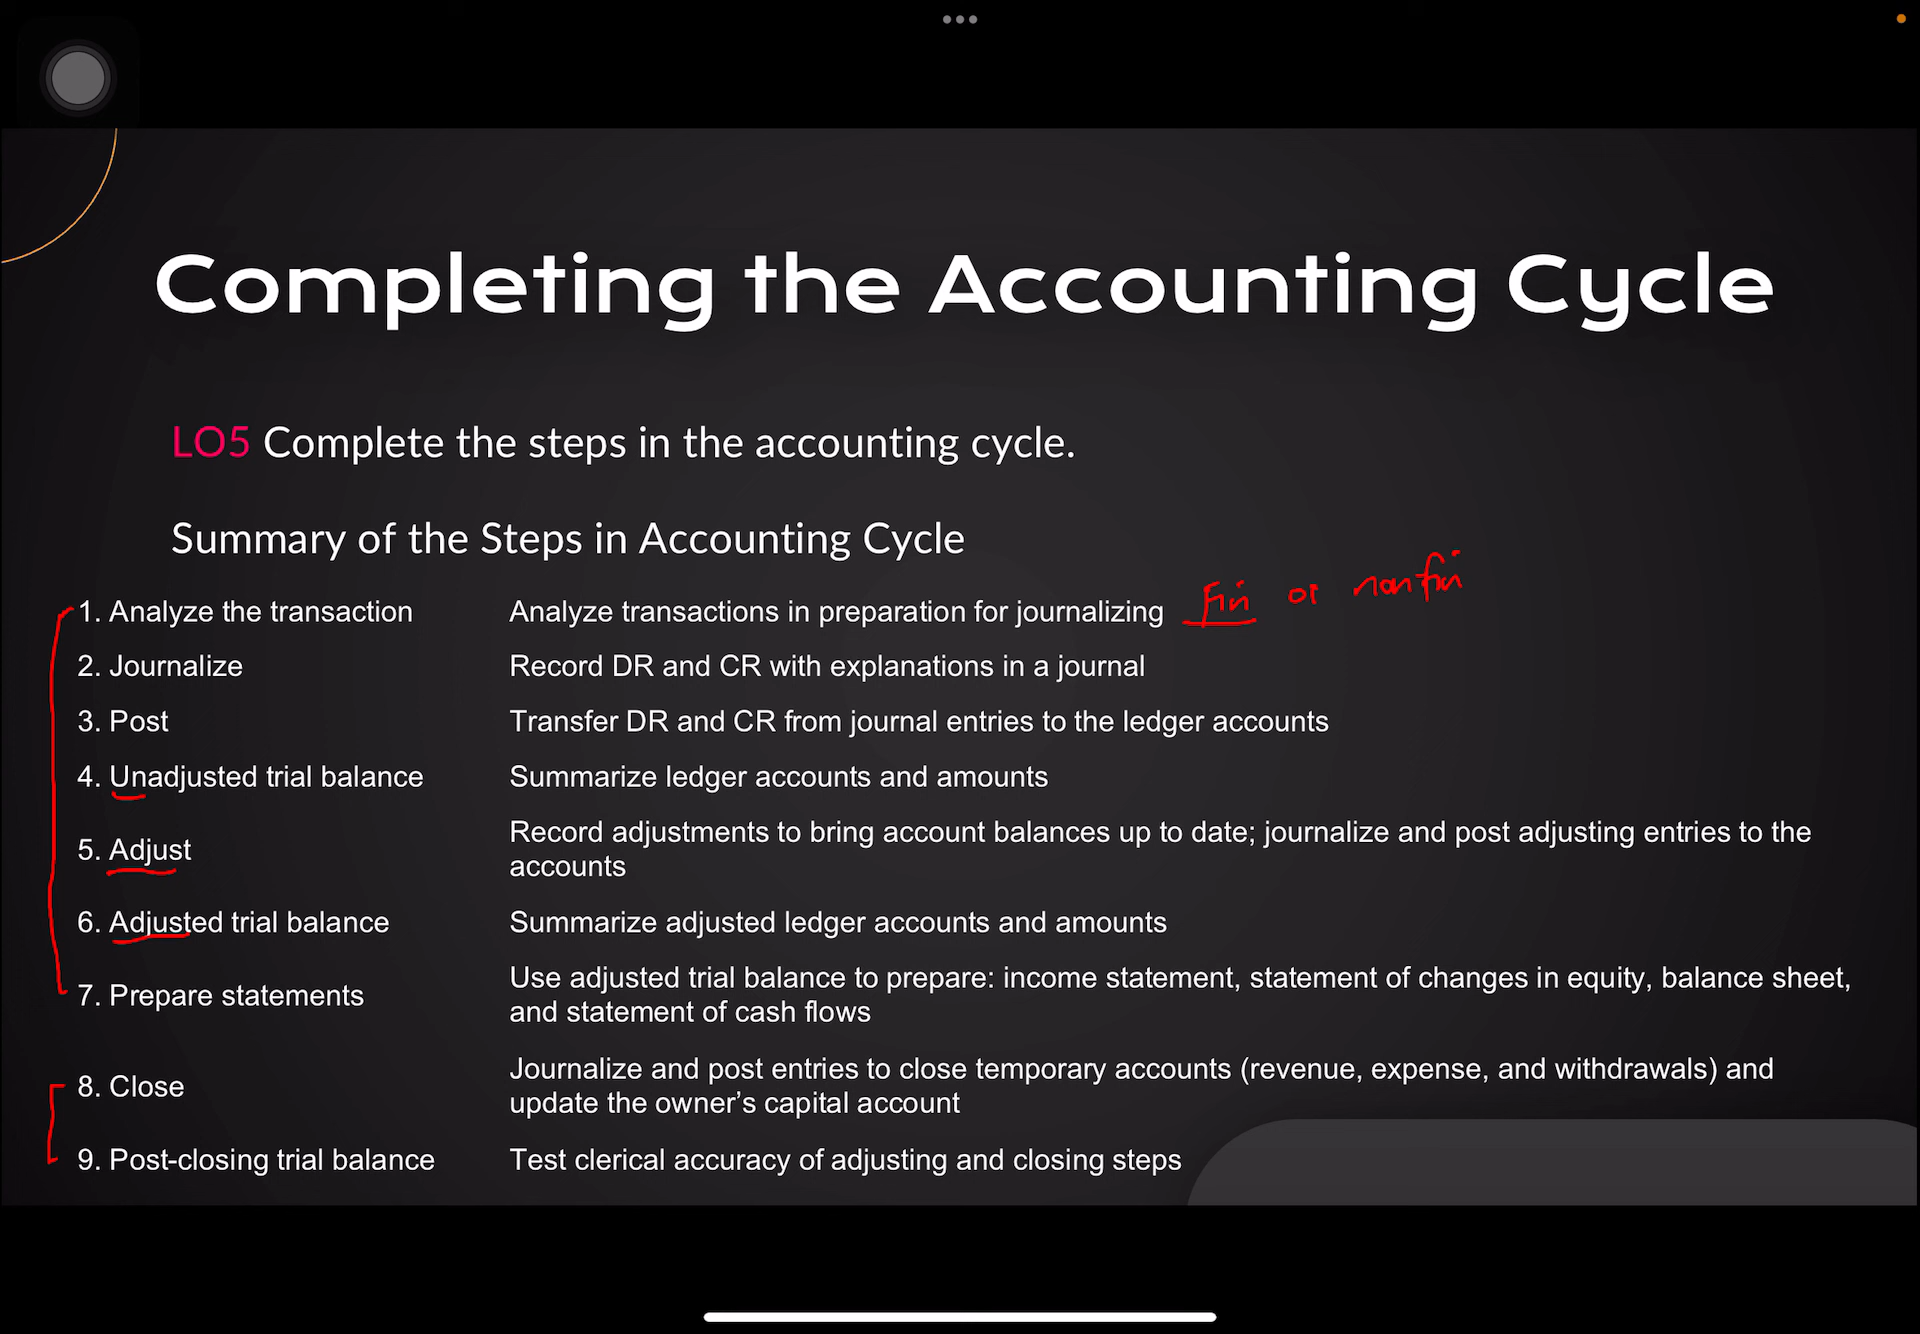 Completing the Accounting Cycle
LO5 Complete the steps in the accounting cycle.
Summary of the Steps in Accounting Cycle
1. Analyze the transaction Analyze transactions in preparation for journalizing Fin or nonfin
2. Journalize Record DR and CR with explanations in a journal
3. Post Transfer DR and CR from journal entries to the ledger accounts
4. Unadjusted trial balance Summarize ledger accounts and amounts
5. Adjust Record adjustments to bring account balances up to date; journalize and post adjusting entries to the
accounts
6. Adjusted trial balance Summarize adjusted ledger accounts and amounts
7. Prepare statements Use adjusted trial balance to prepare: income statement, statement of changes in equity, balance sheet,
and statement of cash flows
8. Close Journalize and post entries to close temporary accounts (revenue, expense, and withdrawals) and
update the owner’s capital account
9. Post-closing trial balance Test clerical accuracy of adjusting and closing steps